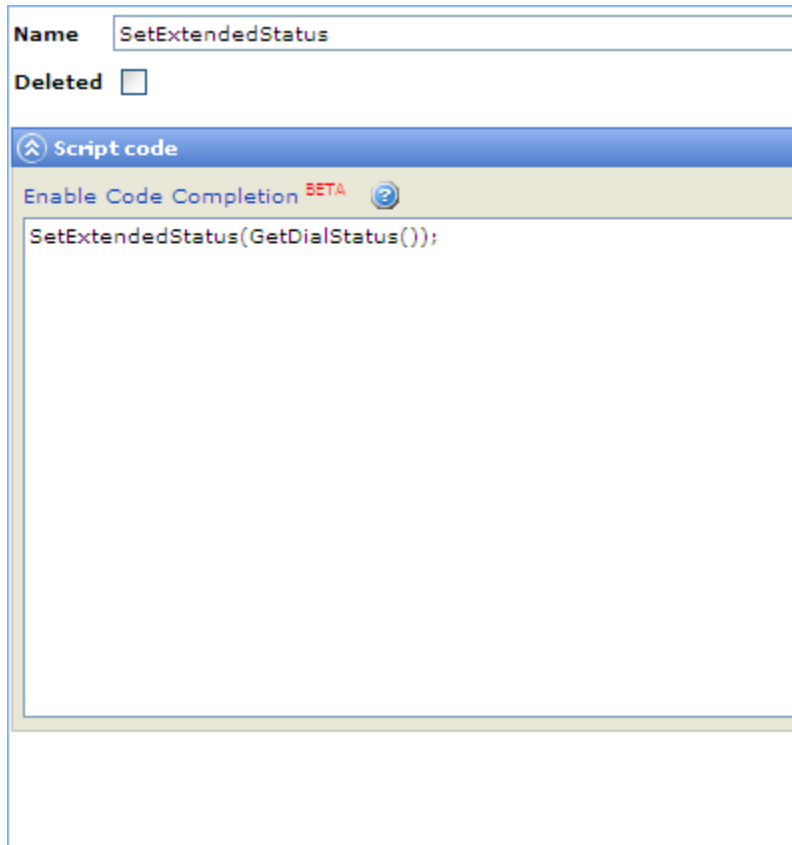 Name SetExtendedStatus
Deleted
Script code
Enable Code Completion BETA
SetExtendedStatus(GetDialStatus());